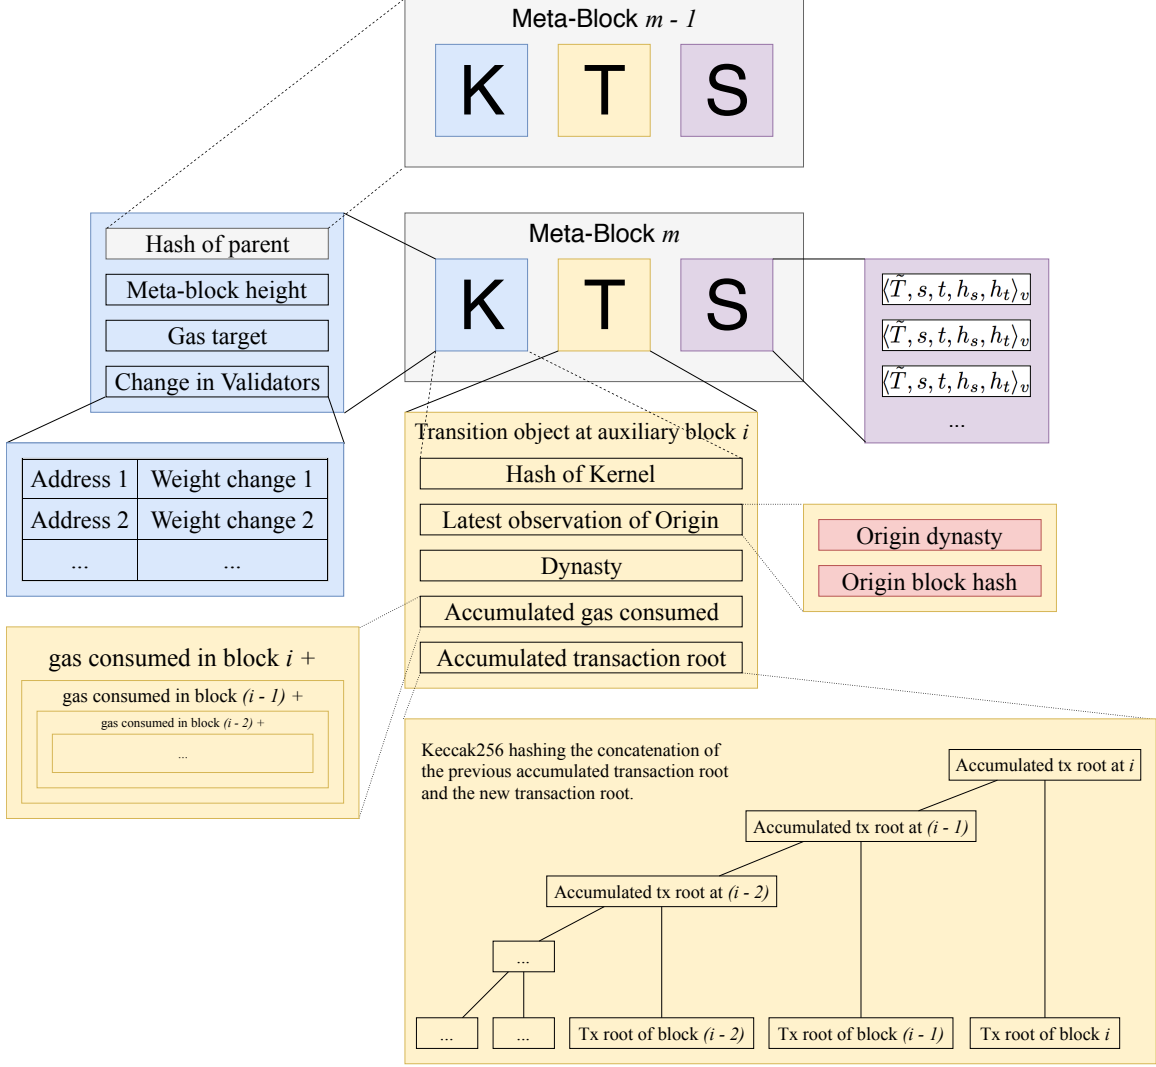 Meta-Block m - 1
K T S
Meta-Block m
K T S
Hash of parent
Meta-block height
Gas target
Change in Validators
Address 1 Weight change 1
Address 2 Weight change 2
... ...
⟨T̃, s, t, h_s, h_t⟩_v
⟨T̃, s, t, h_s, h_t⟩_v
⟨T̃, s, t, h_s, h_t⟩_v
...
Transition object at auxiliary block i
Hash of Kernel
Latest observation of Origin
Dynasty
Accumulated gas consumed
Accumulated transaction root
Origin dynasty
Origin block hash
gas consumed in block i +
gas consumed in block (i - 1) +
gas consumed in block (i - 2) +
...
Keccak256 hashing the concatenation of
the previous accumulated transaction root
and the new transaction root.
Accumulated tx root at i
Accumulated tx root at (i - 1)
Accumulated tx root at (i - 2)
...
... ... Tx root of block (i - 2) Tx root of block (i - 1) Tx root of block i